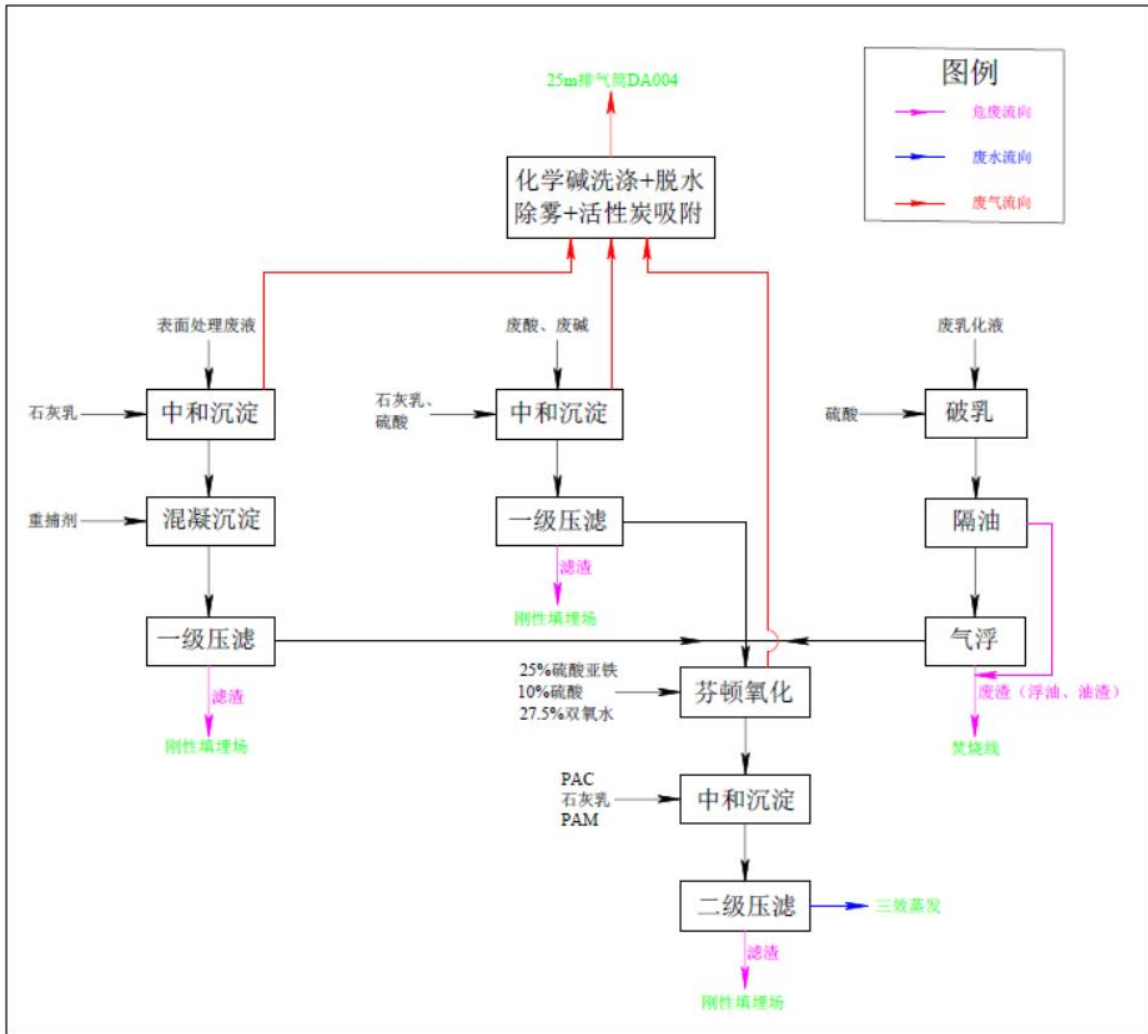 图例
危废流向
废水流向
废气流向
25m排气筒DA004
化学碱洗涤+脱水
除雾+活性炭吸附
表面处理废液
废酸、废碱
废乳化液
石灰乳
中和沉淀
石灰乳、
硫酸
中和沉淀
硫酸
破乳
重捕剂
混凝沉淀
一级压滤
隔油
滤渣
刚性填埋场
一级压滤
气浮
滤渣
刚性填埋场
25%硫酸亚铁
10%硫酸
27.5%双氧水
芬顿氧化
废渣（浮油、油渣）
焚烧线
PAC
石灰乳
PAM
中和沉淀
二级压滤
三效蒸发
滤渣
刚性填埋场